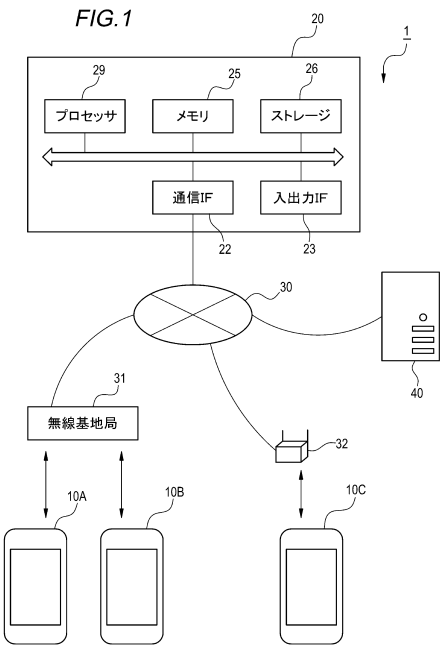 FIG.1
20
1
29
25
26
プロセッサ
メモリ
ストレージ
通信IF
入出力IF
22
23
30
40
31
無線基地局
32
10A
10B
10C